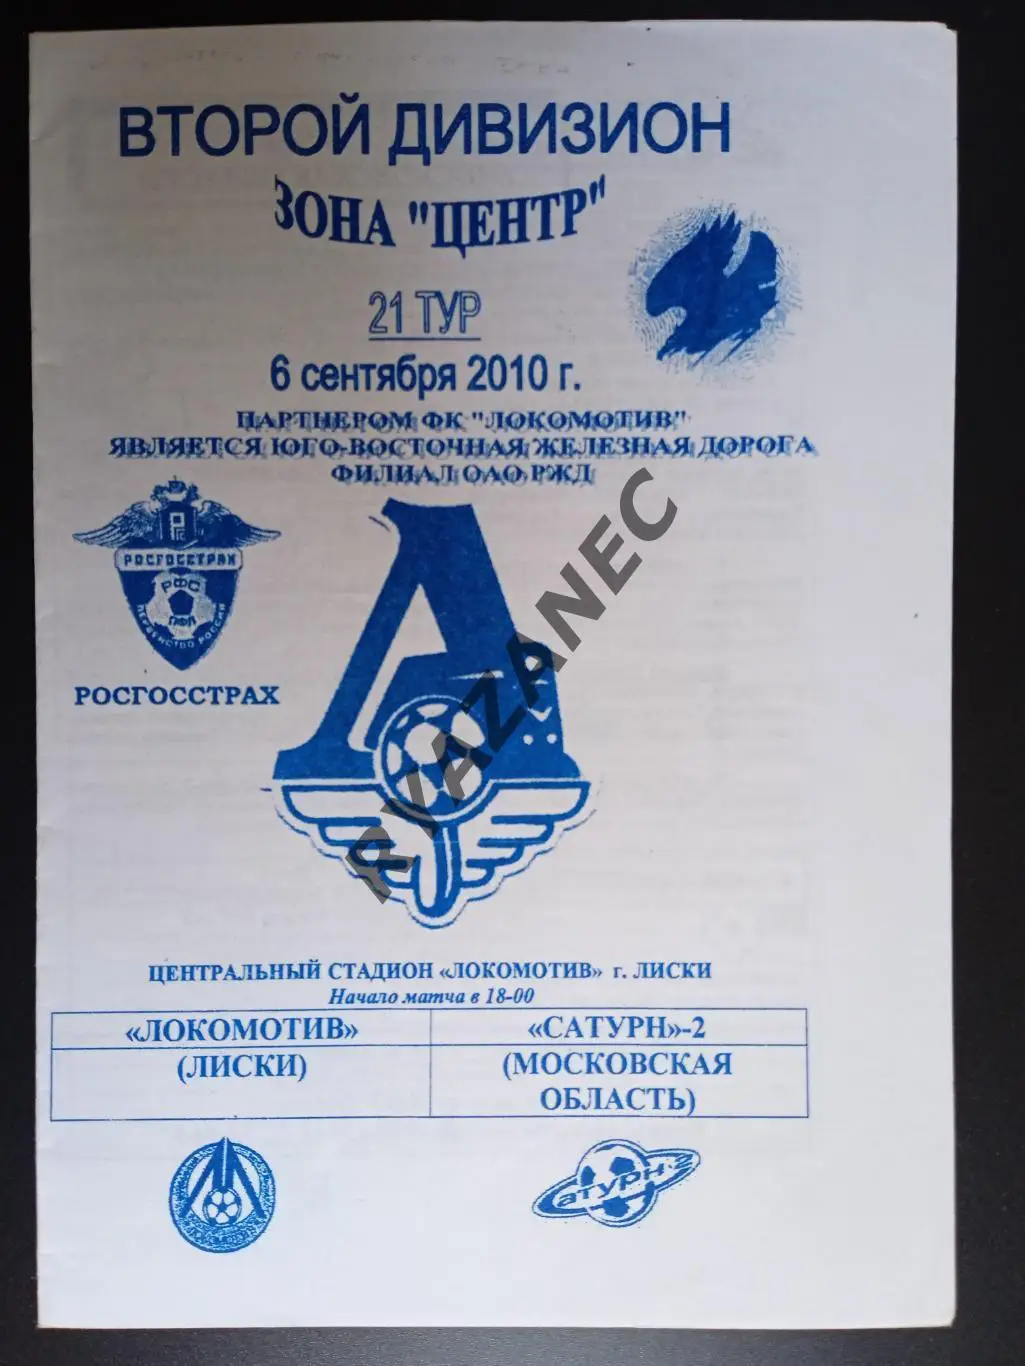 ВТОРОЙ ДИВИЗИОН
ЗОНА "ЦЕНТР"
21 ТУР
6 сентября 2010 г.
ПАРТНЕРОМ ФК "ЛОКОМОТИВ"
ЯВЛЯЕТСЯ ЮГО-ВОСТОЧНАЯ ЖЕЛЕЗНАЯ ДОРОГА
ФИЛИАЛ ОАО РЖД
РОСГОССТРАХ
РФС
ПЕРВЕНСТВО РОССИИ
РОСГОССТРАХ
RYAZANEC
ЦЕНТРАЛЬНЫЙ СТАДИОН «ЛОКОМОТИВ» г. ЛИСКИ
Начало матча в 18-00
«ЛОКОМОТИВ» «САТУРН»-2
(ЛИСКИ) (МОСКОВСКАЯ
ОБЛАСТЬ)
Сатурн-2